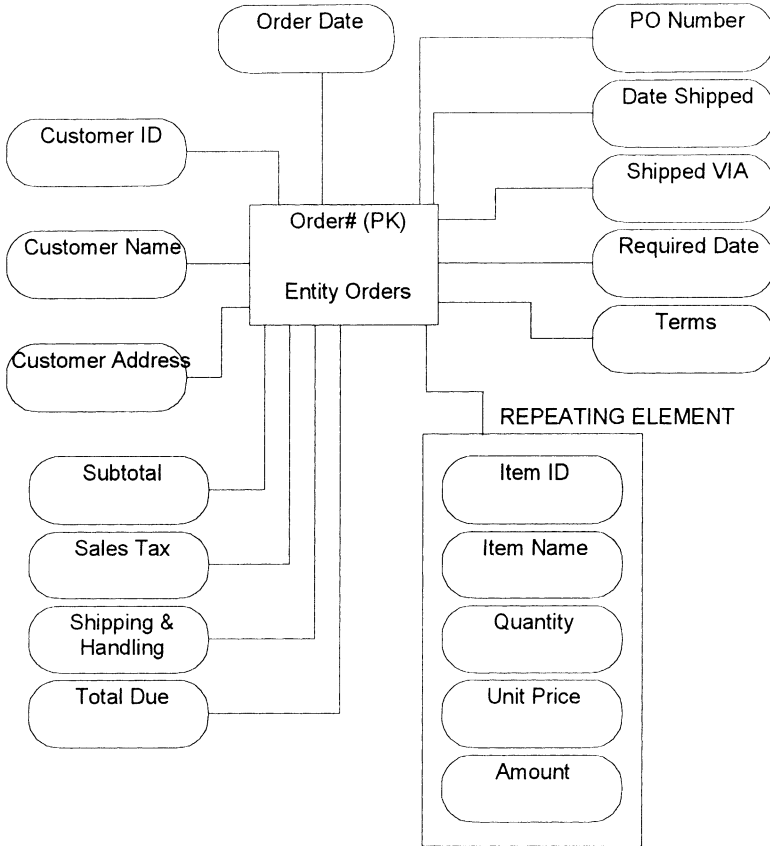 Order Date
PO Number
Date Shipped
Customer ID
Shipped VIA
Order# (PK)
Customer Name
Required Date
Entity Orders
Terms
Customer Address
REPEATING ELEMENT
Subtotal
Item ID
Sales Tax
Item Name
Shipping &
Handling
Quantity
Total Due
Unit Price
Amount